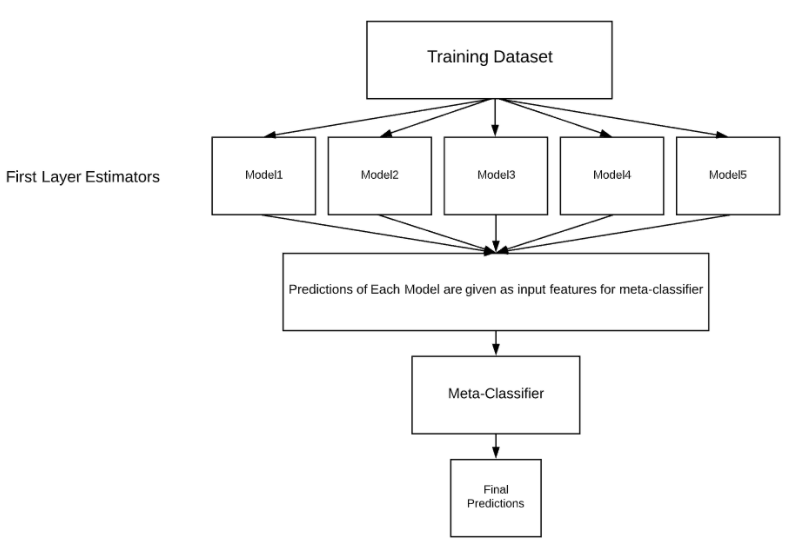 Training Dataset
First Layer Estimators
Model1
Model2
Model3
Model4
Model5
Predictions of Each Model are given as input features for meta-classifier
Meta-Classifier
Final
Predictions